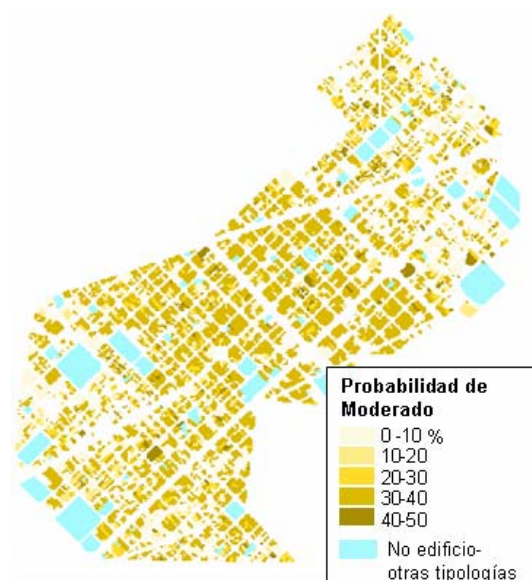 Probabilidad de
Moderado
0 -10 %
10-20
20-30
30-40
40-50
No edificio-
otras tipologías